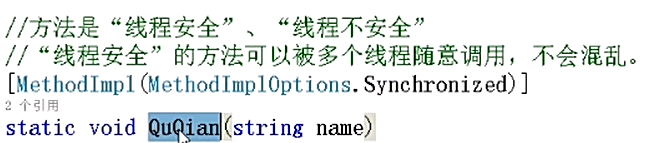 //方法是“线程安全”、“线程不安全”
//“线程安全”的方法可以被多个线程随意调用，不会混乱。
[MethodImpl(MethodImplOptions.Synchronized)]
2 个引用
static void QuQian(string name)